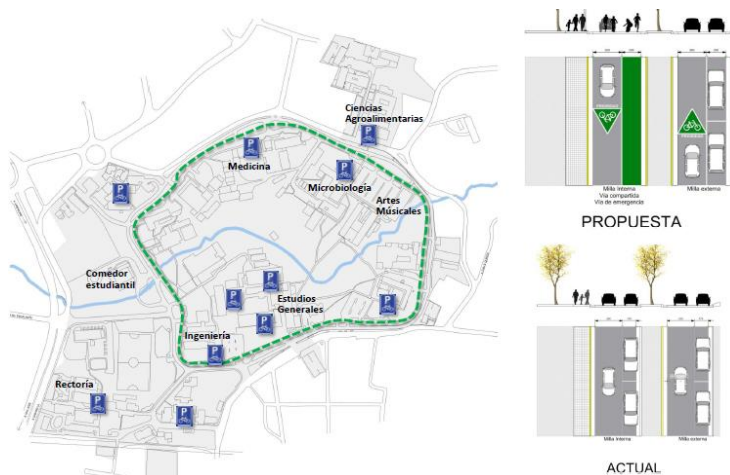 Ciencias
Agroalimentarias
Medicina
Microbiología
Artes
Músicales
Comedor
estudiantil
Estudios
Generales
Ingeniería
Rectoría
P
P
P
P
P
P
P
P
P
P
P
Milla Interna
Vía compartida
Vía de emergencia
Milla externa
PROPUESTA
Milla Interna
Milla externa
ACTUAL